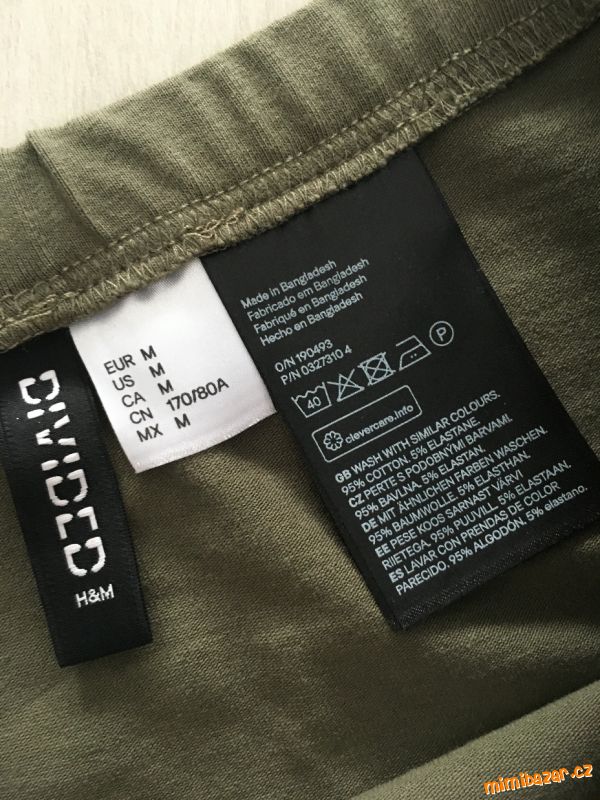 DIVIDED
H&M
EUR M
US M
CA M
CN 170/80A
MX M
Made in Bangladesh
Fabricado em Bangladesh
Fabriqué en Bangladesh
Hecho en Bangladesh
O/N 190493
P/N 0327310 4
40
P
clevercare.info
GB WASH WITH SIMILAR COLOURS.
95% COTTON. 5% ELASTANE.
CZ PERTE S PODOBNÝMI BARVAMI.
95% BAVLNA. 5% ELASTAN.
DE MIT ÄHNLICHEN FARBEN WASCHEN.
95% BAUMWOLLE. 5% ELASTHAN.
EE PESE KOOS SARNAST VÄRVI
RIIETEGA. 95% PUUVILL. 5% ELASTAAN.
ES LAVAR CON PRENDAS DE COLOR
PARECIDO. 95% ALGODÓN. 5% elastano.
mimibazar.cz